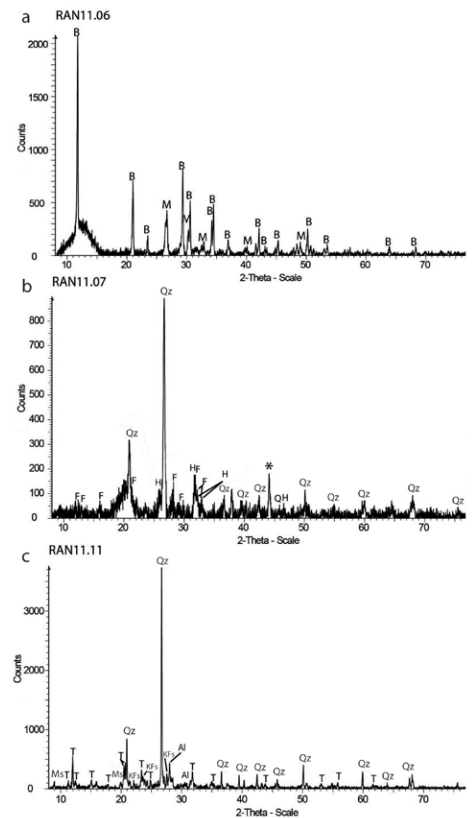 a RAN11.06
Counts
2000
1500
1000
500
0
B
B
B
B
B
M
M
M
B
B
B
M
B
B
B
M
B
B
B
B
10 20 30 40 50 60 70
2-Theta - Scale
b RAN11.07
Counts
800
700
600
500
400
300
200
100
0
Qz
Qz
F F F F H F F H F F H Qz Qz Qz * Q H Qz Qz Qz Qz Qz
10 20 30 40 50 60 70
2-Theta - Scale
c RAN11.11
Counts
3000
2000
1000
0
Qz
Qz
Ms T T T T T Ms T KFs T KFs T KFs Al Al T T Qz Qz Qz T Qz Qz T T Qz T Qz Qz
10 20 30 40 50 60 70
2-Theta - Scale